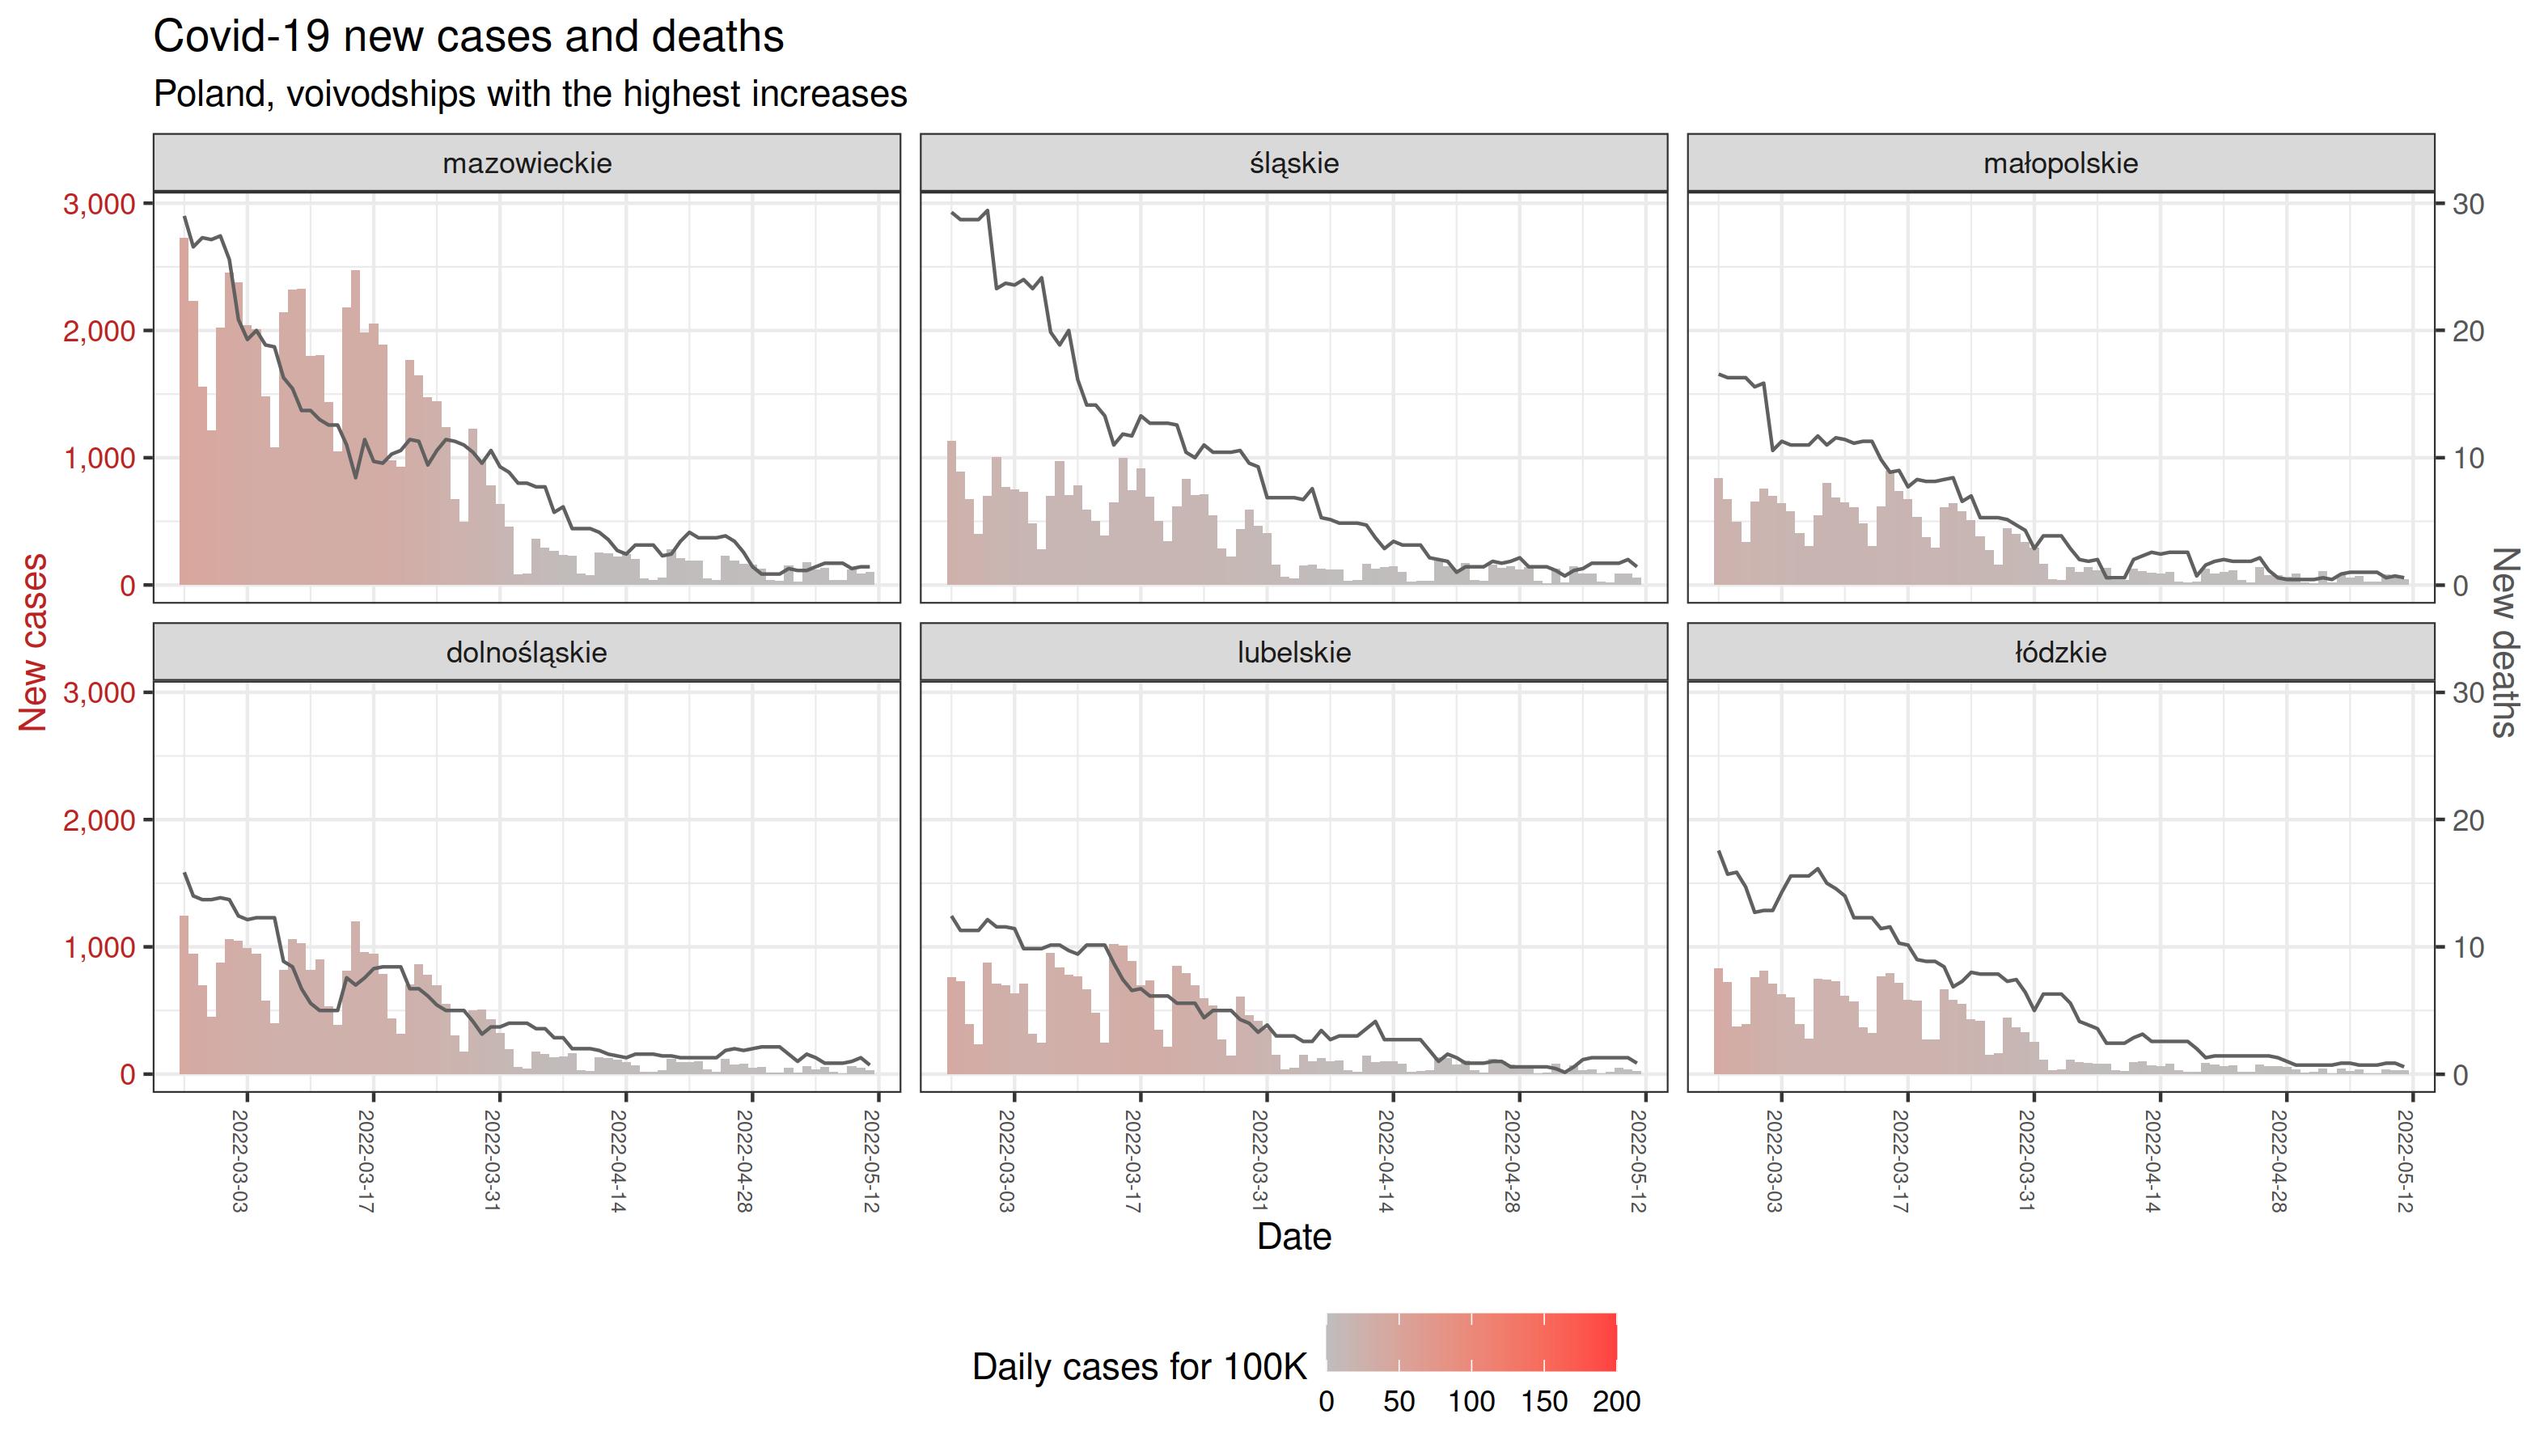 Covid-19 new cases and deaths
Poland, voivodships with the highest increases
mazowieckie
śląskie
małopolskie
3,000
2,000
1,000
0
30
20
10
0
New cases
New deaths
dolnośląskie
lubelskie
łódzkie
3,000
2,000
1,000
0
30
20
10
0
2022-03-03
2022-03-17
2022-03-31
2022-04-14
2022-04-28
2022-05-12
2022-03-03
2022-03-17
2022-03-31
2022-04-14
2022-04-28
2022-05-12
2022-03-03
2022-03-17
2022-03-31
2022-04-14
2022-04-28
2022-05-12
Date
Daily cases for 100K
0 50 100 150 200